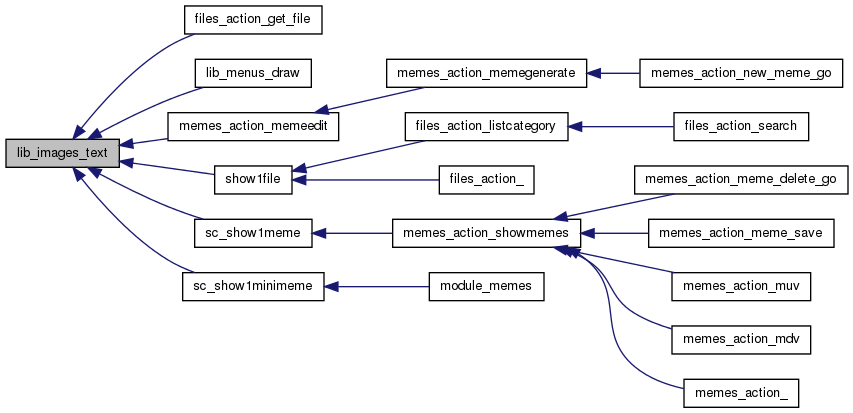 files_action_get_file
lib_menus_draw
memes_action_memegenerate
memes_action_new_meme_go
memes_action_memeedit
files_action_listcategory
files_action_search
lib_images_text
show1file
files_action_
memes_action_meme_delete_go
sc_show1meme
memes_action_showmemes
memes_action_meme_save
sc_show1minimeme
module_memes
memes_action_muv
memes_action_mdv
memes_action_